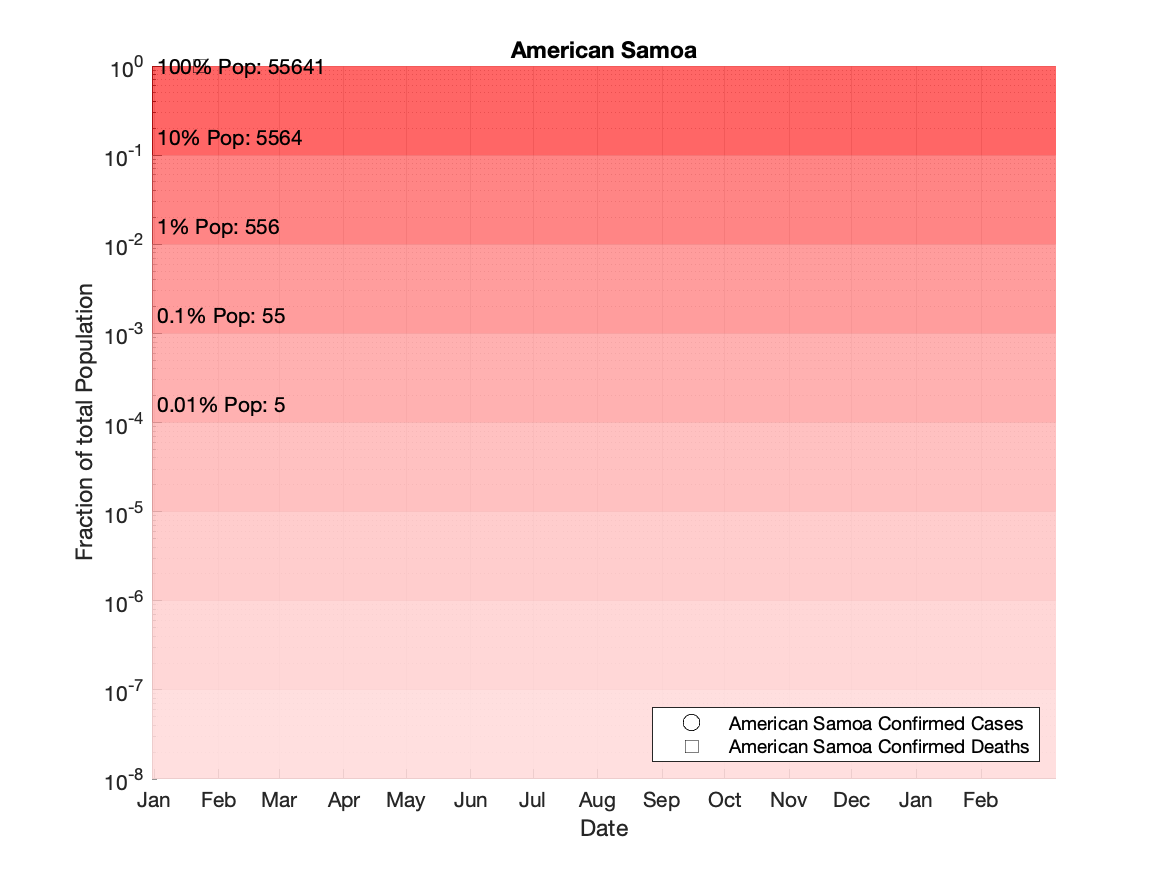 American Samoa
10^0
100% Pop: 55641
10% Pop: 5564
10^-1
1% Pop: 556
10^-2
0.1% Pop: 55
10^-3
0.01% Pop: 5
10^-4
10^-5
10^-6
10^-7
10^-8
Fraction of total Population
American Samoa Confirmed Cases
American Samoa Confirmed Deaths
Jan Feb Mar Apr May Jun Jul Aug Sep Oct Nov Dec Jan Feb
Date